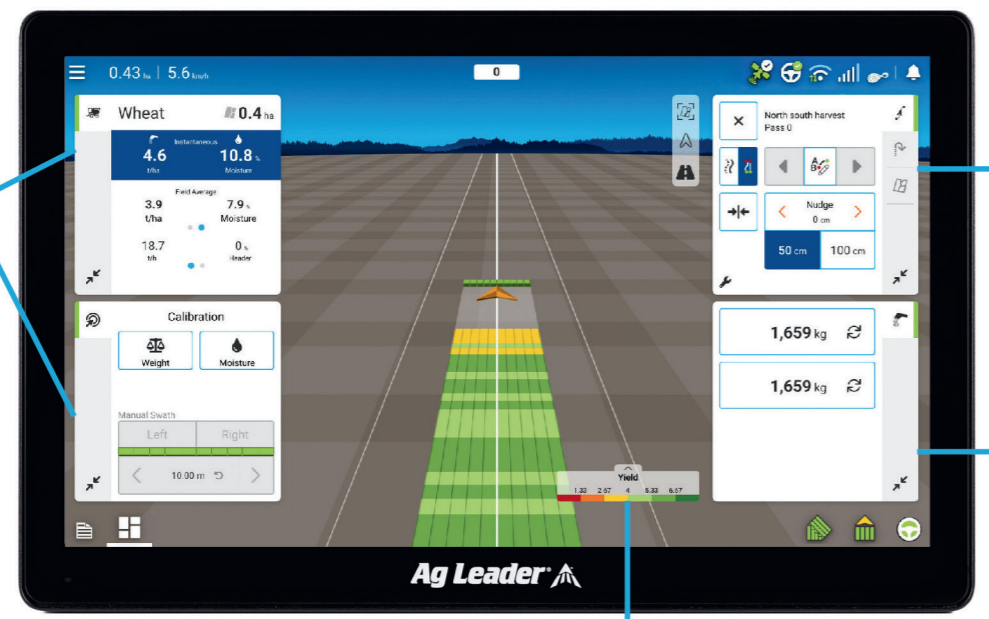 0.43 ha | 5.6 km/h
0
Wheat
0.4 ha
Instantaneous
4.6
10.8 %
t/ha
Moisture
Field Average
3.9
7.9 %
t/ha
Moisture
18.7
0 %
t/h
Header
Calibration
Weight
Moisture
Manual Swath
Left
Right
10.00 m
North south harvest
Pass 0
A
B
Nudge
0 cm
50 cm
100 cm
1,659 kg
1,659 kg
Yield
1.33 2.67 4 5.33 6.67
Ag Leader